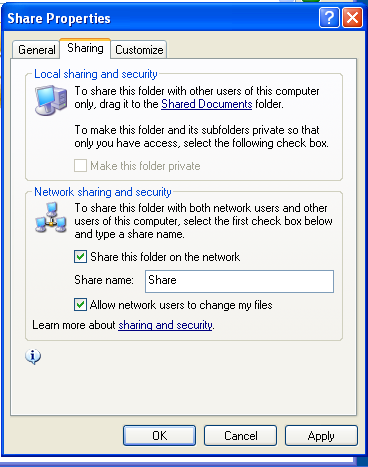 Share Properties
General Sharing Customize
Local sharing and security
To share this folder with other users of this computer
only, drag it to the Shared Documents folder.
To make this folder and its subfolders private so that
only you have access, select the following check box.
Make this folder private
Network sharing and security
To share this folder with both network users and other
users of this computer, select the first check box below
and type a share name.
Share this folder on the network
Share name: Share
Allow network users to change my files
Learn more about sharing and security.
OK Cancel Apply